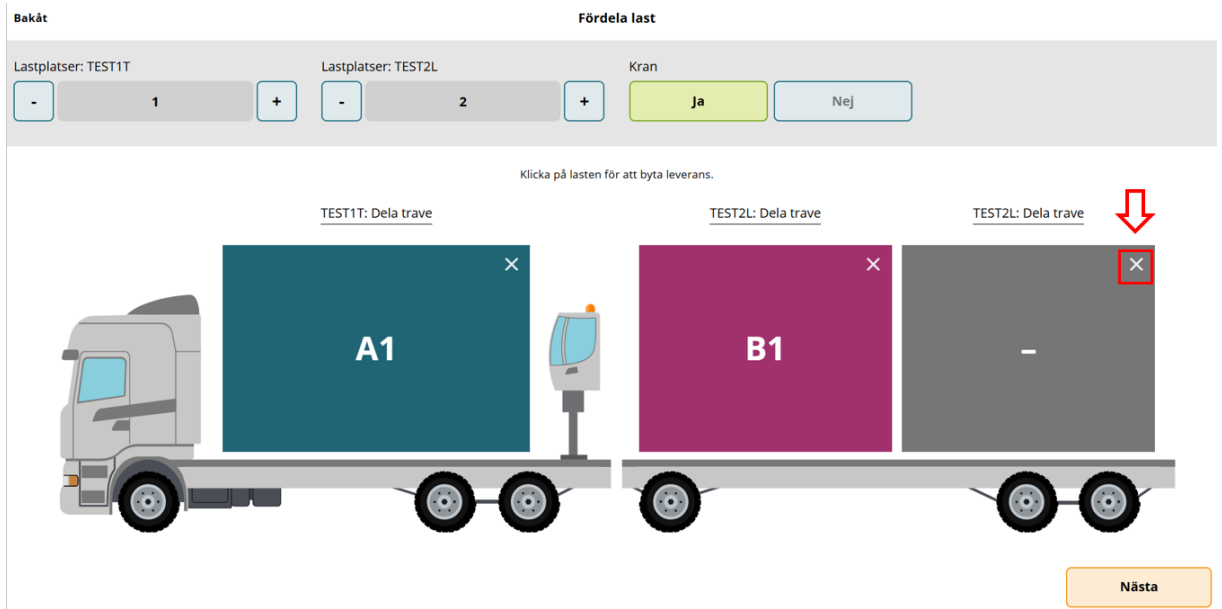 Bakåt
Fördela last
Lastplatser: TEST1T
Lastplatser: TEST2L
Kran
-
1
+
-
2
+
Ja
Nej
Klicka på lasten för att byta leverans.
TEST1T: Dela trave
TEST2L: Dela trave
TEST2L: Dela trave
A1
B1
–
Nästa